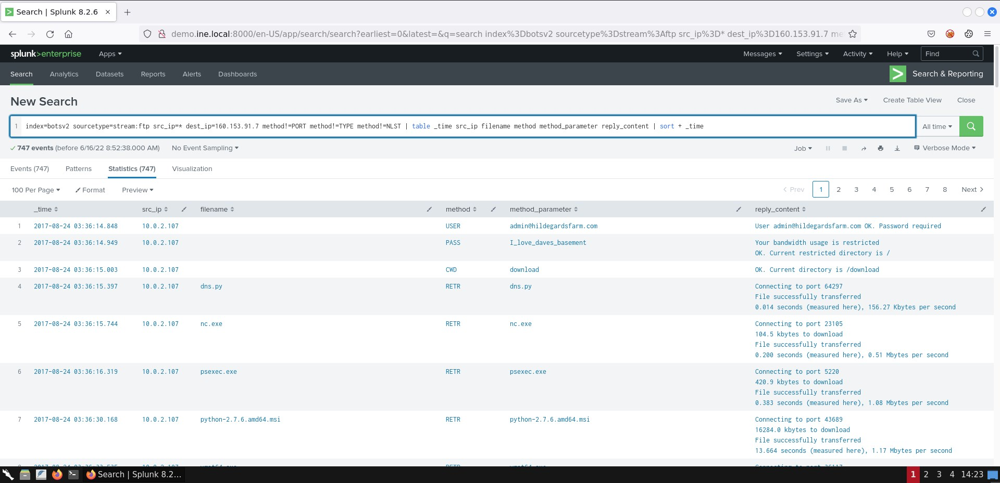 Search | Splunk 8.2.6
demo.ine.local:8000/en-US/app/search/search?earliest=0&latest=&q=search index%3Dbotsv2 sourcetype%3Dstream%3Aftp src_ip%3D* dest_ip%3D160.153.91.7 me
splunk>enterprise Apps Messages Settings Activity Help Find
Search Analytics Datasets Reports Alerts Dashboards Search & Reporting
New Search Save As Create Table View Close
1 index=botsv2 sourcetype=stream:ftp src_ip=* dest_ip=160.153.91.7 method!=PORT method!=TYPE method!=NLST | table _time src_ip filename method method_parameter reply_content | sort + _time All time
747 events (before 6/16/22 8:52:38.000 AM) No Event Sampling Job Verbose Mode
Events (747) Patterns Statistics (747) Visualization
100 Per Page Format Preview < Prev 1 2 3 4 5 6 7 8 Next >
_time src_ip filename method method_parameter reply_content
1 2017-08-24 03:36:14.848 10.0.2.107 USER admin@hildegardsfarm.com User admin@hildegardsfarm.com OK. Password required
2 2017-08-24 03:36:14.949 10.0.2.107 PASS I_love_daves_basement Your bandwidth usage is restricted
OK. Current restricted directory is /
3 2017-08-24 03:36:15.003 10.0.2.107 CWD download OK. Current directory is /download
4 2017-08-24 03:36:15.397 10.0.2.107 dns.py RETR dns.py Connecting to port 64297
File successfully transferred
0.014 seconds (measured here), 156.27 Kbytes per second
5 2017-08-24 03:36:15.744 10.0.2.107 nc.exe RETR nc.exe Connecting to port 23105
104.5 kbytes to download
File successfully transferred
0.200 seconds (measured here), 0.51 Mbytes per second
6 2017-08-24 03:36:16.319 10.0.2.107 psexec.exe RETR psexec.exe Connecting to port 5220
420.9 kbytes to download
File successfully transferred
0.383 seconds (measured here), 1.08 Mbytes per second
7 2017-08-24 03:36:30.168 10.0.2.107 python-2.7.6.amd64.msi RETR python-2.7.6.amd64.msi Connecting to port 43689
16284.0 kbytes to download
File successfully transferred
13.664 seconds (measured here), 1.17 Mbytes per second
Search | Splunk 8.2... 1 2 3 4 14:23